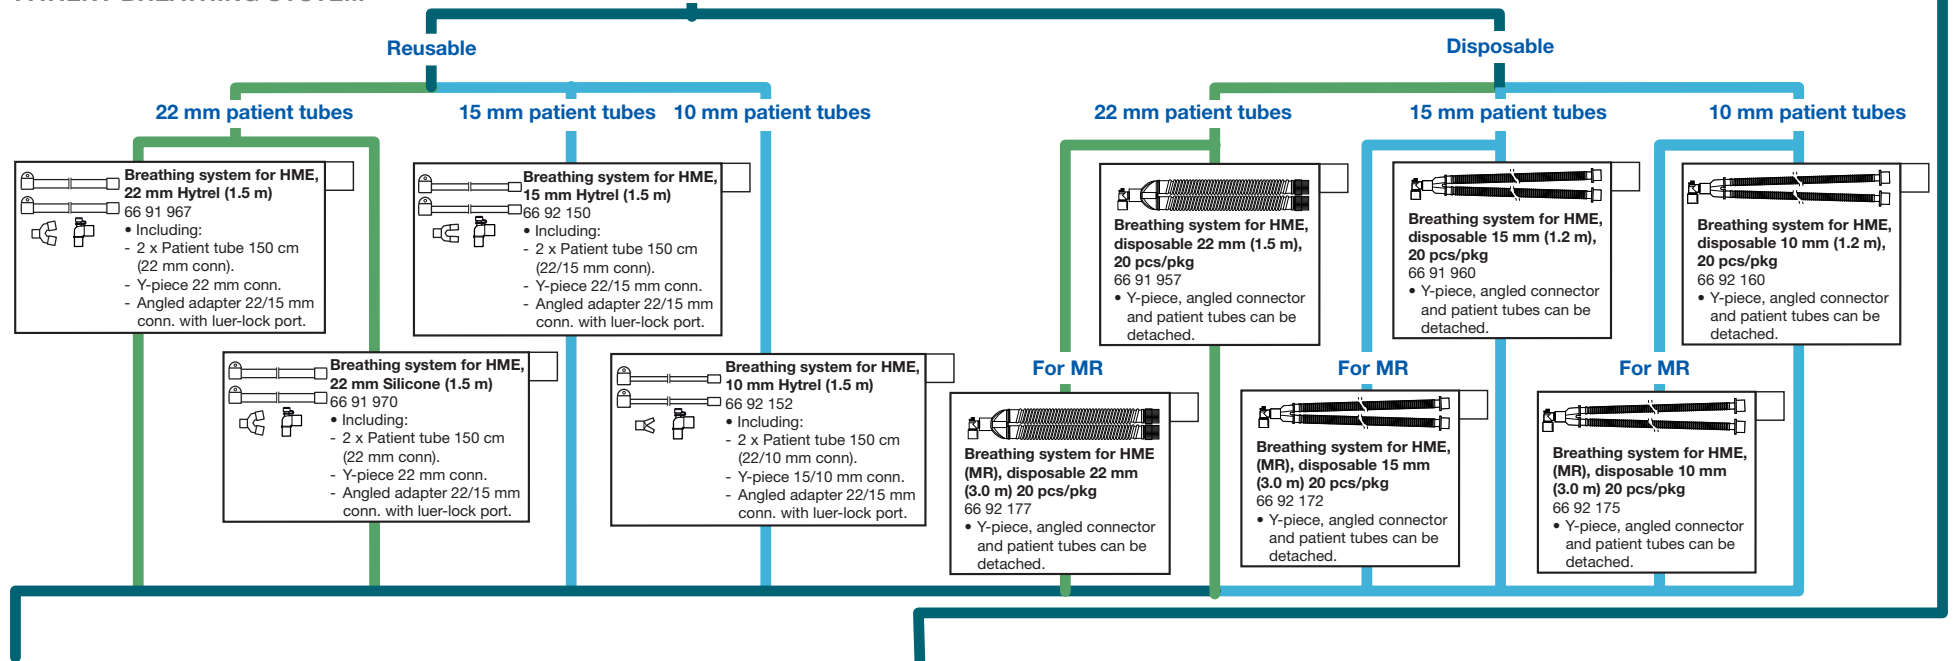 PATIENT BREATHING SYSTEM
Reusable
Disposable
22 mm patient tubes
15 mm patient tubes
10 mm patient tubes
22 mm patient tubes
15 mm patient tubes
10 mm patient tubes
Breathing system for HME,
22 mm Hytrel (1.5 m)
66 91 967
• Including:
- 2 x Patient tube 150 cm
(22 mm conn).
- Y-piece 22 mm conn.
- Angled adapter 22/15 mm
conn. with luer-lock port.
Breathing system for HME,
15 mm Hytrel (1.5 m)
66 92 150
• Including:
- 2 x Patient tube 150 cm
(22/15 mm conn).
- Y-piece 22/15 mm conn.
- Angled adapter 22/15 mm
conn. with luer-lock port.
Breathing system for HME,
disposable 22 mm (1.5 m),
20 pcs/pkg
66 91 957
• Y-piece, angled connector
and patient tubes can be
detached.
Breathing system for HME,
disposable 15 mm (1.2 m),
20 pcs/pkg
66 91 960
• Y-piece, angled connector
and patient tubes can be
detached.
Breathing system for HME,
disposable 10 mm (1.2 m),
20 pcs/pkg
66 92 160
• Y-piece, angled connector
and patient tubes can be
detached.
Breathing system for HME,
22 mm Silicone (1.5 m)
66 91 970
• Including:
- 2 x Patient tube 150 cm
(22 mm conn).
- Y-piece 22 mm conn.
- Angled adapter 22/15 mm
conn. with luer-lock port.
Breathing system for HME,
10 mm Hytrel (1.5 m)
66 92 152
• Including:
- 2 x Patient tube 150 cm
(22/10 mm conn).
- Y-piece 15/10 mm conn.
- Angled adapter 22/15 mm
conn. with luer-lock port.
For MR
Breathing system for HME
(MR), disposable 22 mm
(3.0 m) 20 pcs/pkg
66 92 177
• Y-piece, angled connector
and patient tubes can be
detached.
For MR
Breathing system for HME,
(MR), disposable 15 mm
(3.0 m) 20 pcs/pkg
66 92 172
• Y-piece, angled connector
and patient tubes can be
detached.
For MR
Breathing system for HME,
(MR), disposable 10 mm
(3.0 m) 20 pcs/pkg
66 92 175
• Y-piece, angled connector
and patient tubes can be
detached.